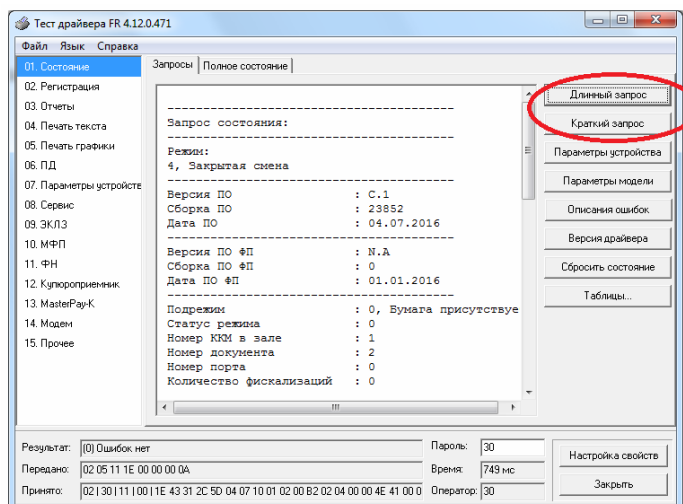 Тест драйвера FR 4.12.0.471
Файл Язык Справка
01. Состояние
02. Регистрация
03. Отчеты
04. Печать текста
05. Печать графики
06. ПД
07. Параметры устройств
08. Сервис
09. ЭКЛЗ
10. МФП
11. ФН
12. Купюроприемник
13. MasterPay-K
14. Модем
15. Прочее
Запросы Полное состояние
--------------------------------------------
Запрос состояния:
--------------------------------------------
Режим:
4, Закрытая смена
--------------------------------------------
Версия ПО : C.1
Сборка ПО : 23852
Дата ПО : 04.07.2016
--------------------------------------------
Версия ПО ФП : N.A
Сборка ПО ФП : 0
Дата ПО ФП : 01.01.2016
--------------------------------------------
Подрежим : 0, Бумага присутствуе
Статус режима : 0
Номер ККМ в зале : 1
Номер документа : 2
Номер порта : 0
Количество фискализаций : 0
Длинный запрос
Краткий запрос
Параметры устройства
Параметры модели
Описания ошибок
Версия драйвера
Сбросить состояние
Таблицы...
Результат: (0) Ошибок нет
Пароль: 30
Передано: 02 05 11 1E 00 00 00 0A
Время: 749 мс
Принято: 02 | 30 | 11 | 00 | 1E 43 31 2C 5D 04 07 10 01 02 00 B2 02 04 00 00 4E 41 00 0
Оператор: 30
Настройка свойств
Закрыть